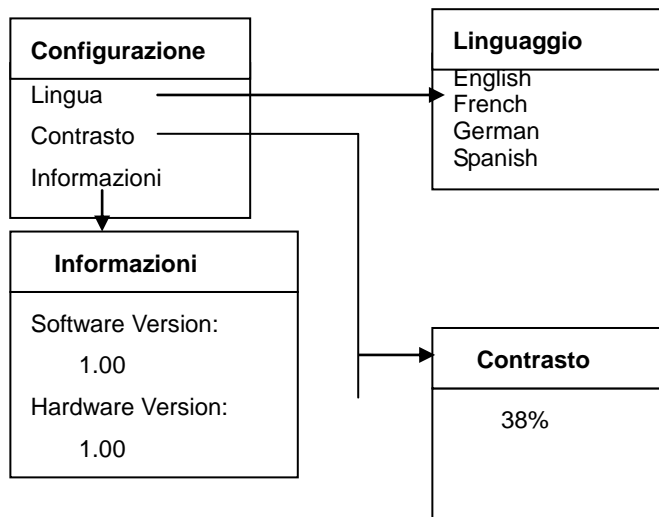 Configurazione
Lingua
Contrasto
Informazioni
Linguaggio
English
French
German
Spanish
Informazioni
Software Version:
1.00
Hardware Version:
1.00
Contrasto
38%